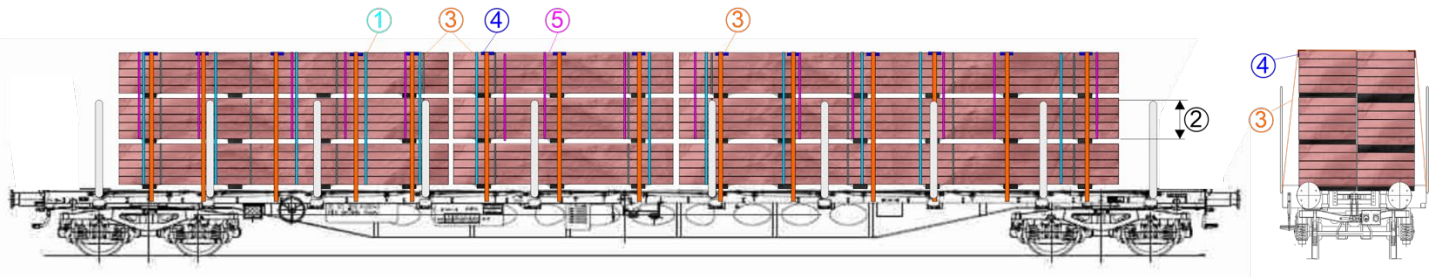 ① ③ ④ ⑤ ③
④
②
③